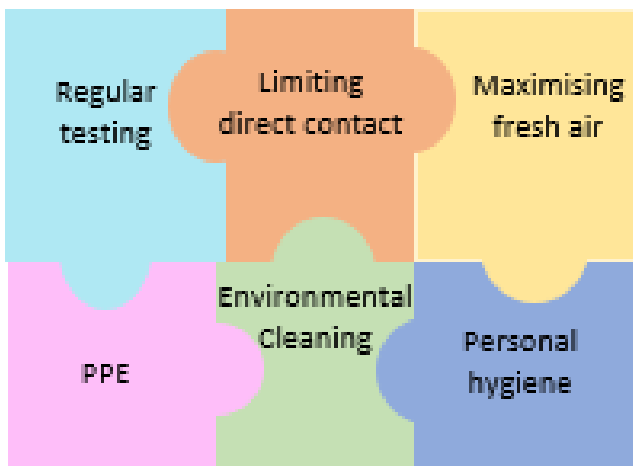 Regular
testing
Limiting
direct contact
Maximising
fresh air
PPE
Environmental
Cleaning
Personal
hygiene